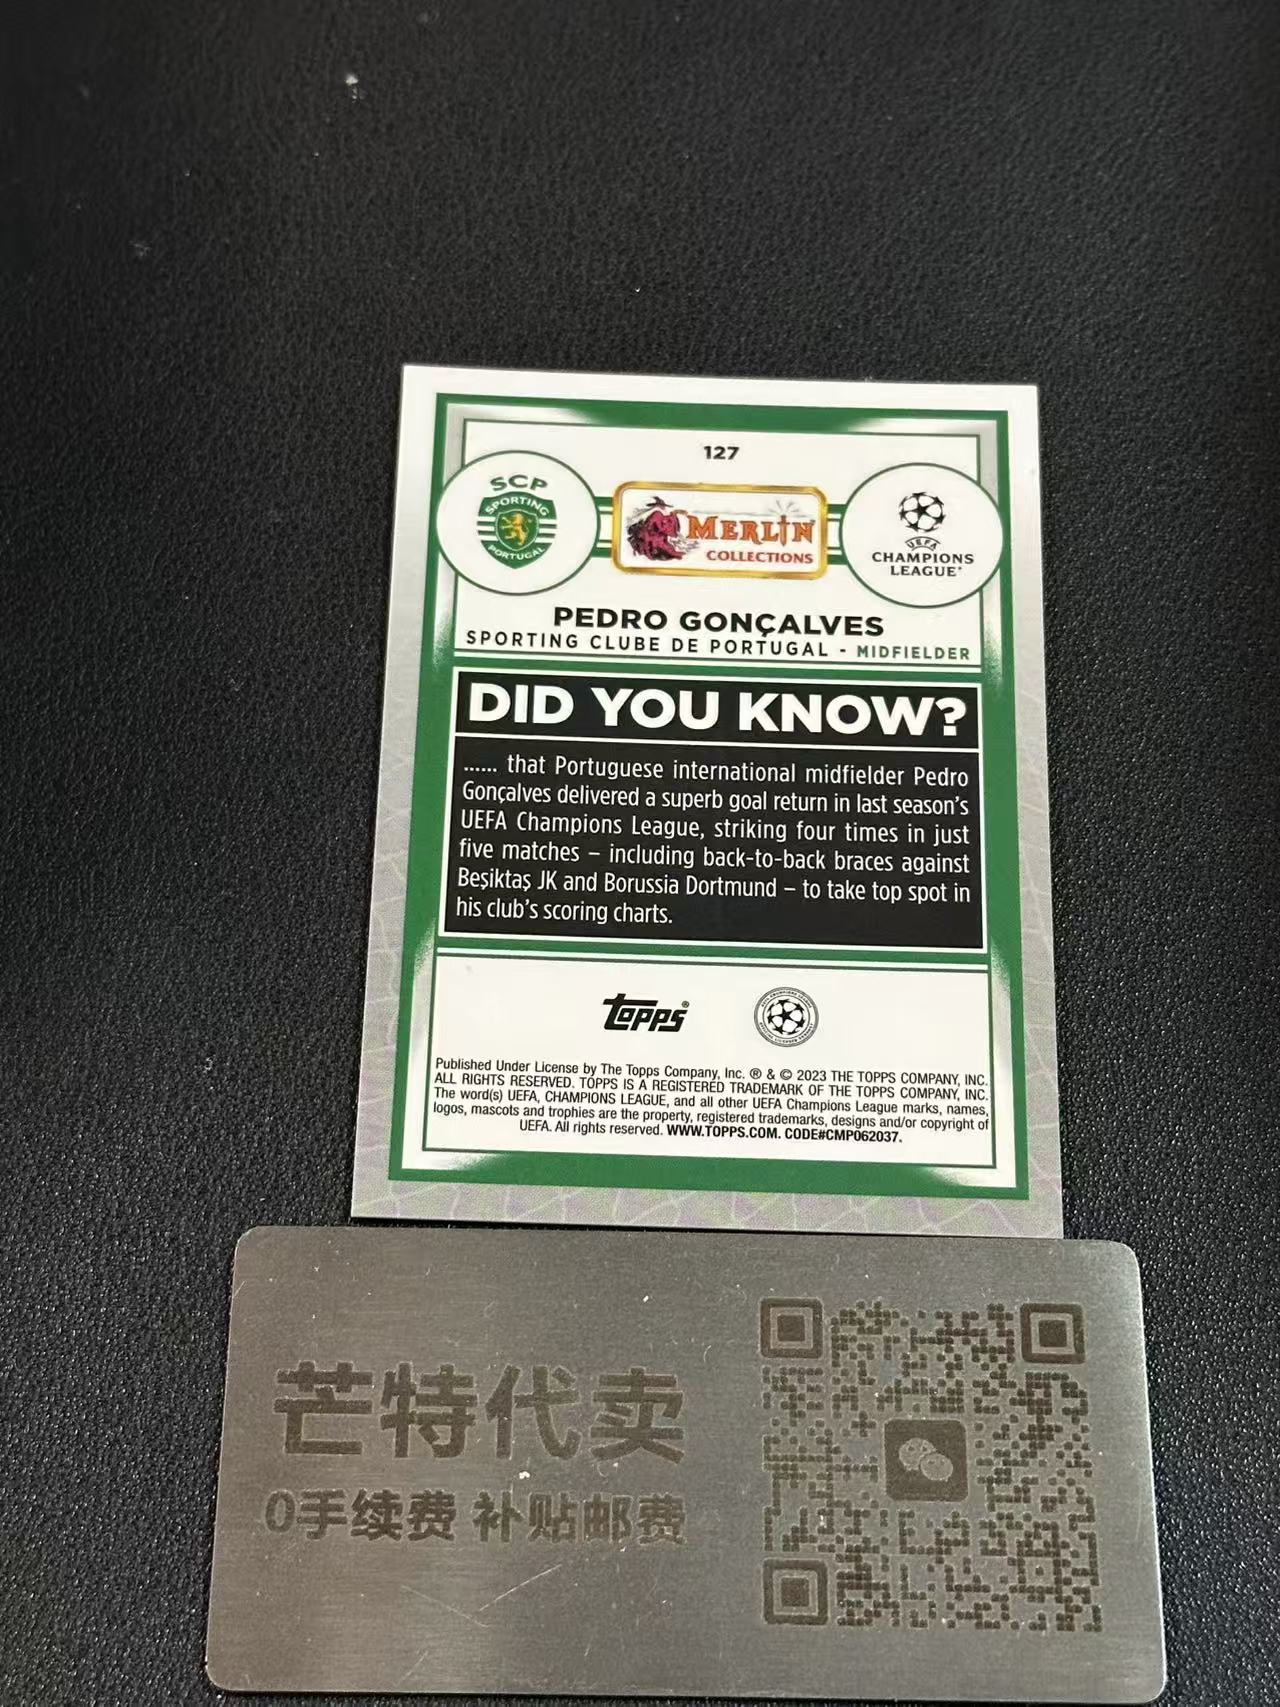 127
SCP
SPORTING
PORTUGAL
MERLIN
COLLECTIONS
UEFA
CHAMPIONS
LEAGUE®
PEDRO GONÇALVES
SPORTING CLUBE DE PORTUGAL - MIDFIELDER
DID YOU KNOW?
...... that Portuguese international midfielder Pedro
Gonçalves delivered a superb goal return in last season's
UEFA Champions League, striking four times in just
five matches – including back-to-back braces against
Beşiktaş JK and Borussia Dortmund – to take top spot in
his club's scoring charts.
topps®
Published Under License by The Topps Company, Inc. ® & © 2023 THE TOPPS COMPANY, INC.
ALL RIGHTS RESERVED. TOPPS IS A REGISTERED TRADEMARK OF THE TOPPS COMPANY, INC.
The word(s) UEFA, CHAMPIONS LEAGUE, and all other UEFA Champions League marks, names,
logos, mascots and trophies are the property, registered trademarks, designs and/or copyright of
UEFA. All rights reserved. WWW.TOPPS.COM. CODE#CMP062037.
芒特代卖
0手续费 补贴邮费